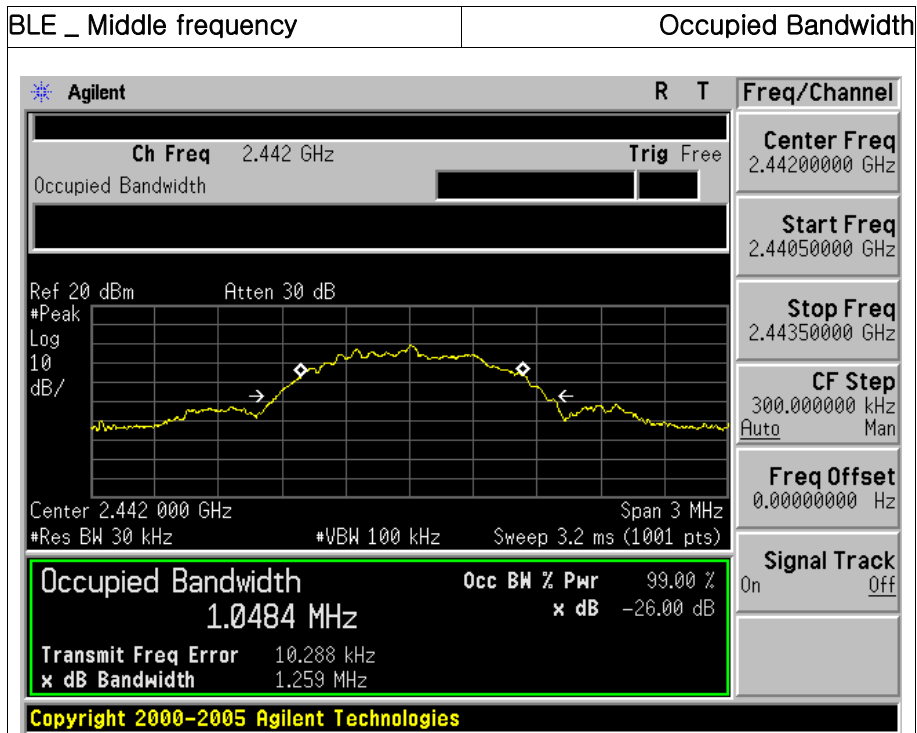 BLE _ Middle frequency
Occupied Bandwidth
Agilent
R T
Freq/Channel
Ch Freq 2.442 GHz
Trig Free
Occupied Bandwidth
Center Freq
2.44200000 GHz
Start Freq
2.44050000 GHz
Stop Freq
2.44350000 GHz
CF Step
300.000000 kHz
Auto Man
Freq Offset
0.00000000 Hz
Signal Track
On Off
Ref 20 dBm Atten 30 dB
#Peak
Log
10
dB/
Center 2.442 000 GHz Span 3 MHz
#Res BW 30 kHz #VBW 100 kHz Sweep 3.2 ms (1001 pts)
Occupied Bandwidth
1.0484 MHz
Occ BW % Pwr 99.00 %
x dB -26.00 dB
Transmit Freq Error 10.288 kHz
x dB Bandwidth 1.259 MHz
Copyright 2000-2005 Agilent Technologies